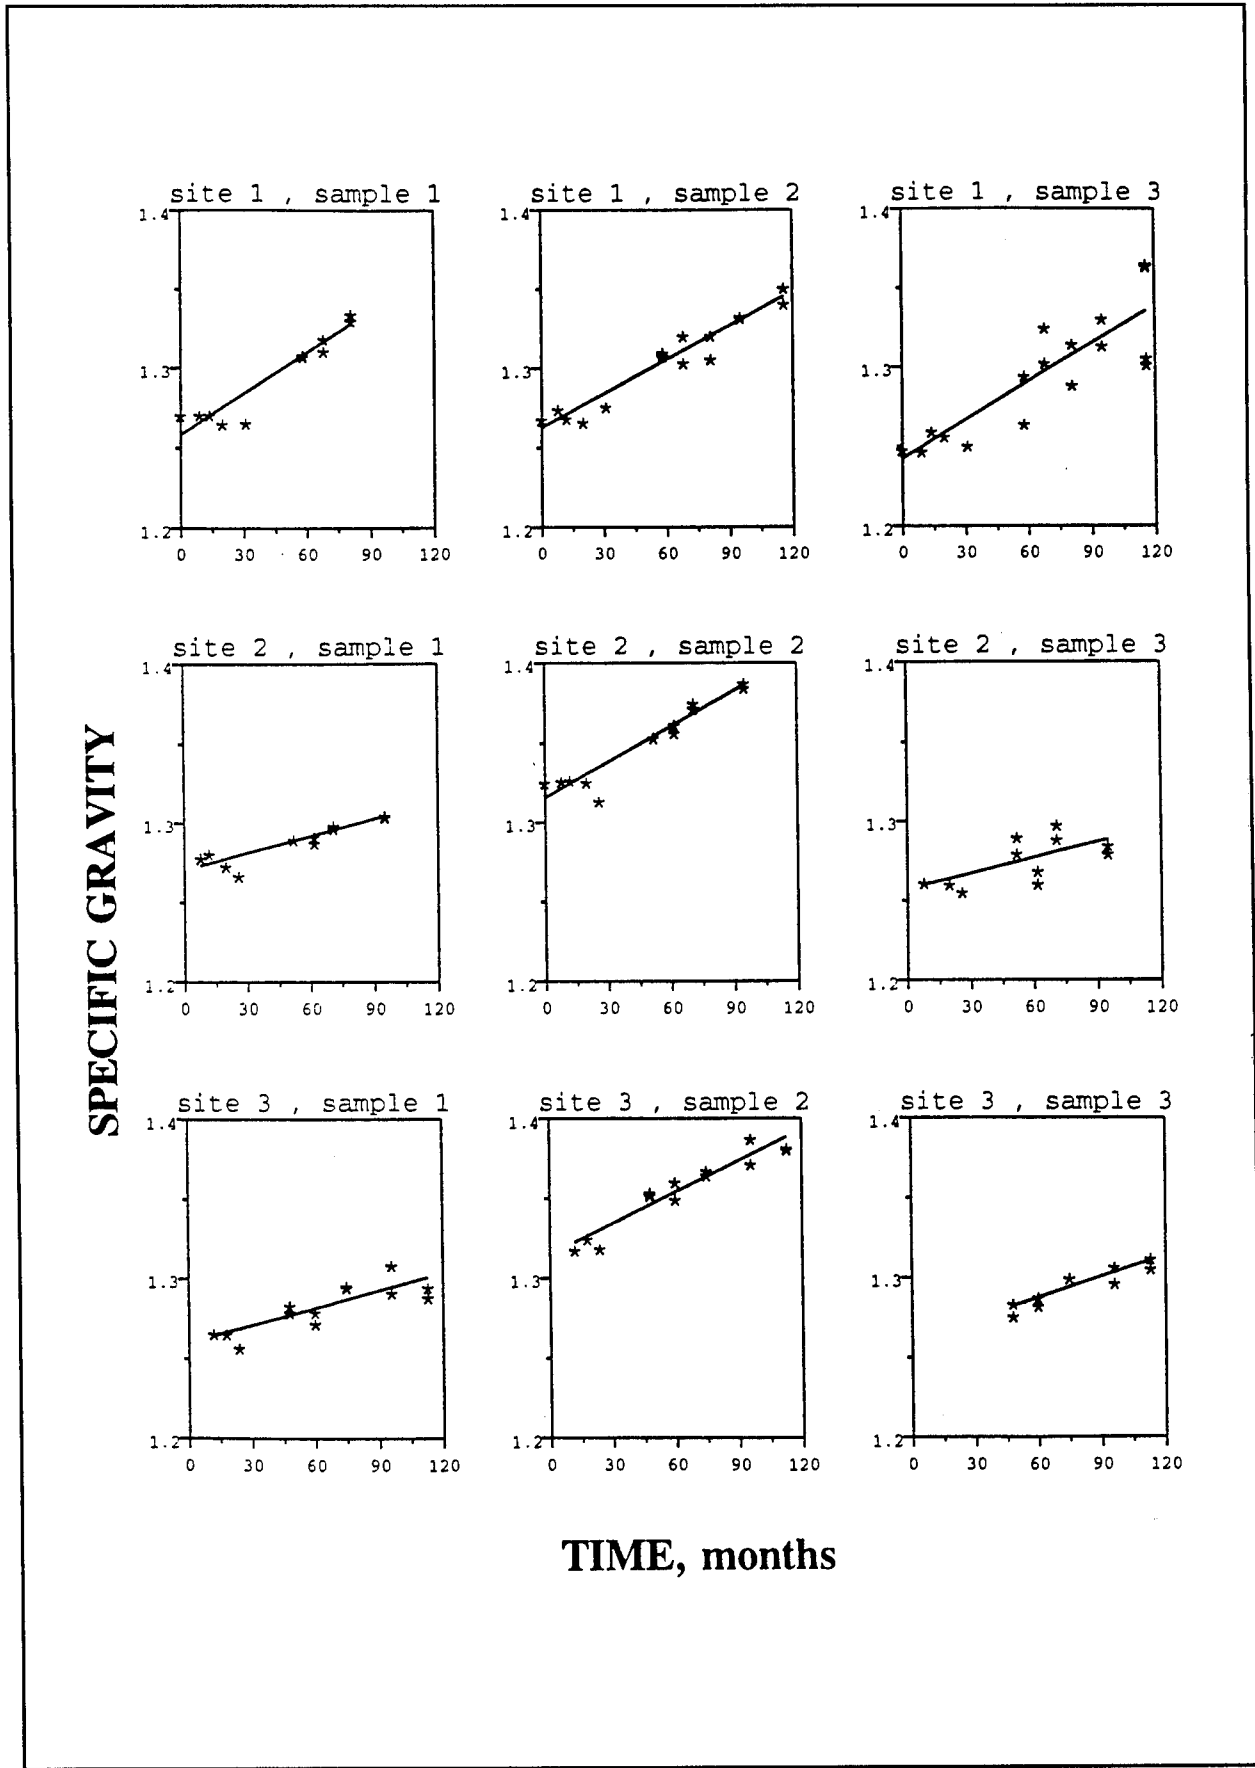 site 1 , sample 1
1.4
1.3
1.2
0 30 60 90 120
site 1 , sample 2
1.4
1.3
1.2
0 30 60 90 120
site 1 , sample 3
1.4
1.3
1.2
0 30 60 90 120
site 2 , sample 1
1.4
1.3
1.2
0 30 60 90 120
site 2 , sample 2
1.4
1.3
1.2
0 30 60 90 120
site 2 , sample 3
1.4
1.3
1.2
0 30 60 90 120
SPECIFIC GRAVITY
site 3 , sample 1
1.4
1.3
1.2
0 30 60 90 120
site 3 , sample 2
1.4
1.3
1.2
0 30 60 90 120
site 3 , sample 3
1.4
1.3
1.2
0 30 60 90 120
TIME, months